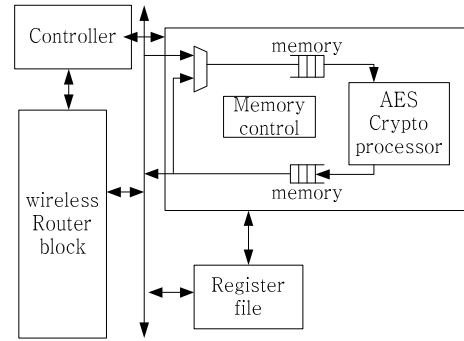 Controller
memory
Memory
control
AES
Crypto
processor
memory
wireless
Router
block
Register
file